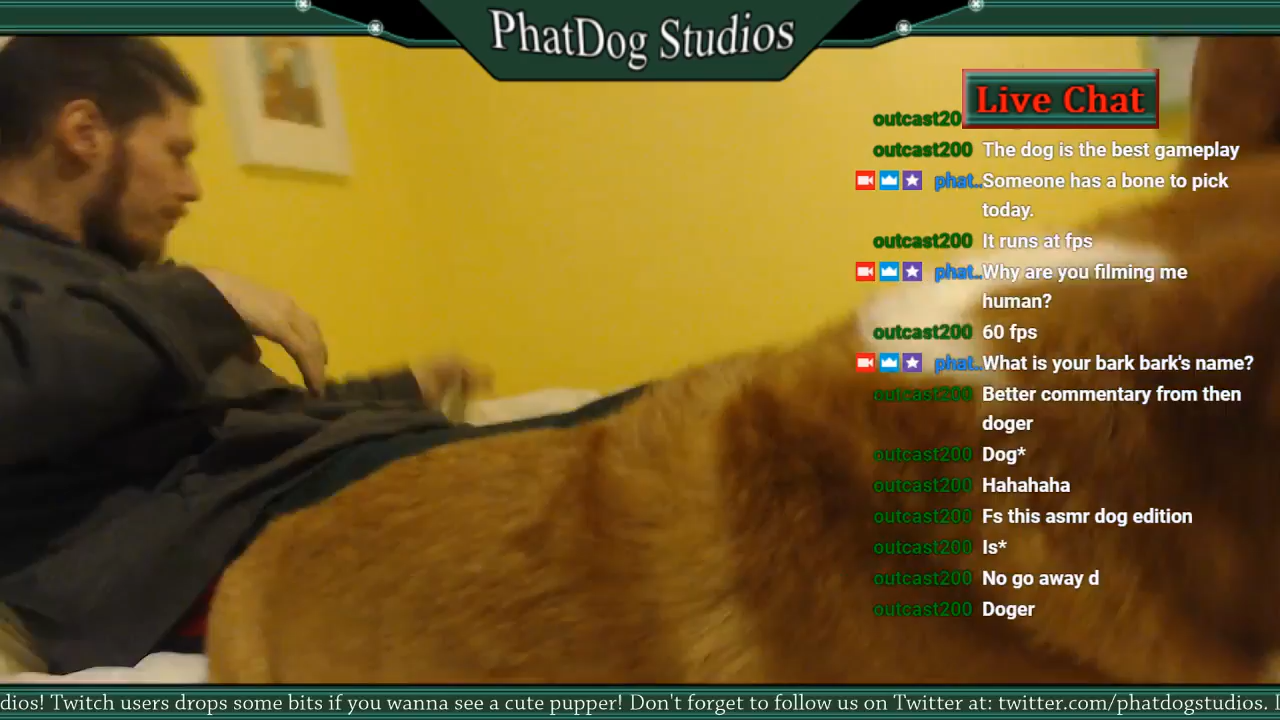 PhatDog Studios
Live Chat
outcast20
outcast200 The dog is the best gameplay
phat.. Someone has a bone to pick
today.
outcast200 It runs at fps
phat.. Why are you filming me
human?
outcast200 60 fps
phat.. What is your bark bark's name?
outcast200 Better commentary from then
doger
outcast200 Dog*
outcast200 Hahahaha
outcast200 Fs this asmr dog edition
outcast200 Is*
outcast200 No go away d
outcast200 Doger
dios! Twitch users drops some bits if you wanna see a cute pupper! Don't forget to follow us on Twitter at: twitter.com/phatdogstudios.